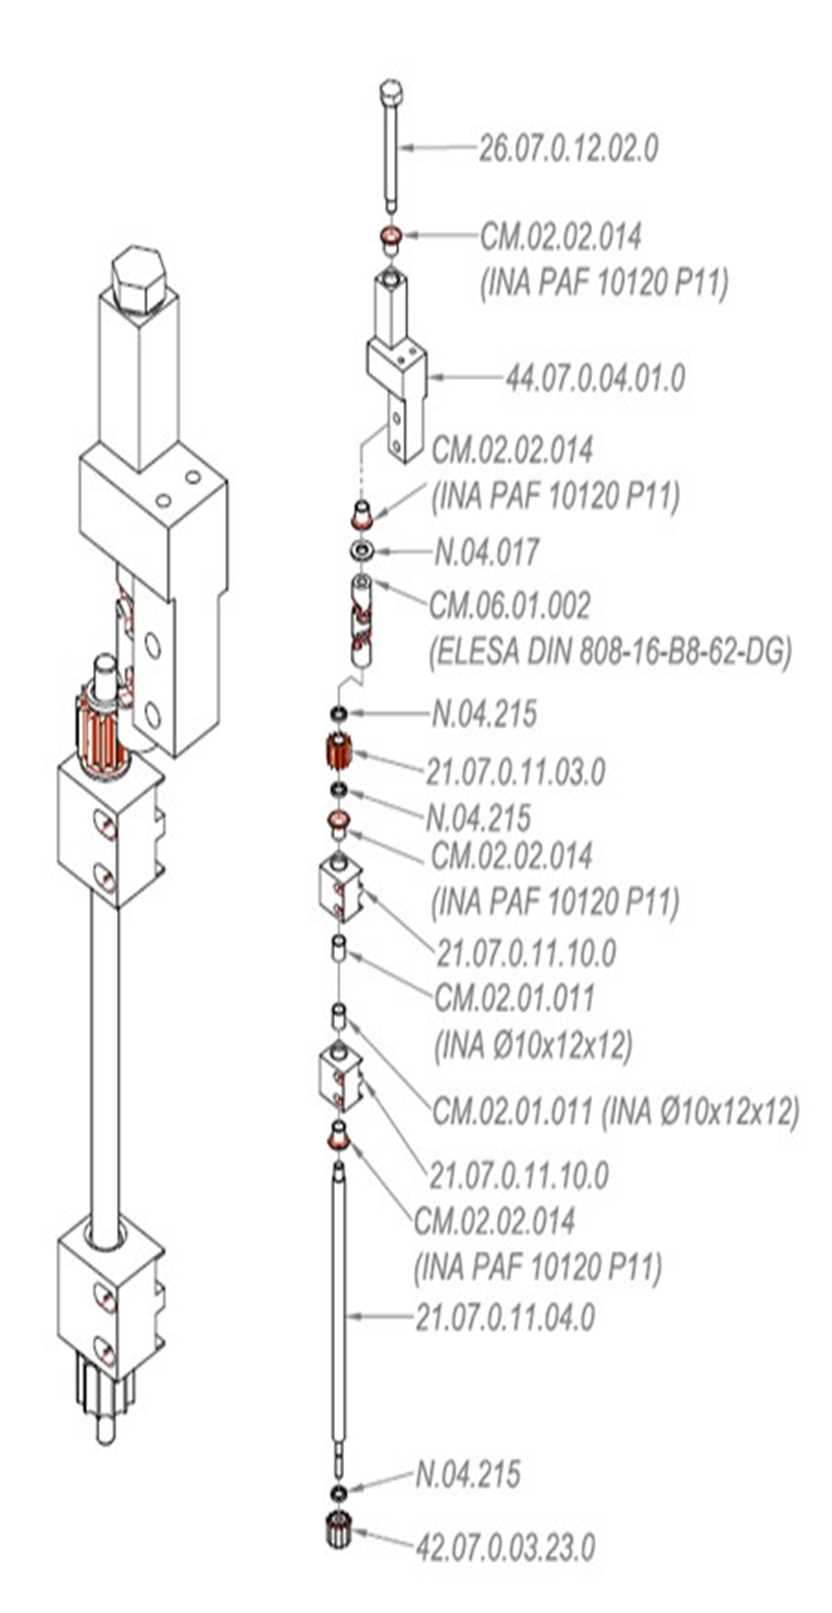 26.07.0.12.02.0
CM.02.02.014
(INA PAF 10120 P11)
44.07.0.04.01.0
CM.02.02.014
(INA PAF 10120 P11)
N.04.017
CM.06.01.002
(ELESA DIN 808-16-B8-62-DG)
N.04.215
21.07.0.11.03.0
N.04.215
CM.02.02.014
(INA PAF 10120 P11)
21.07.0.11.10.0
CM.02.01.011
(INA Ø10x12x12)
CM.02.01.011 (INA Ø10x12x12)
21.07.0.11.10.0
CM.02.02.014
(INA PAF 10120 P11)
21.07.0.11.04.0
N.04.215
42.07.0.03.23.0